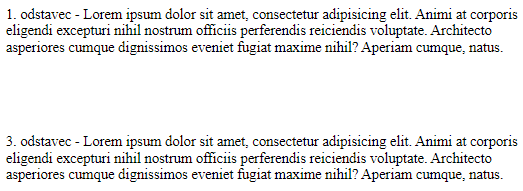 1. odstavec - Lorem ipsum dolor sit amet, consectetur adipisicing elit. Animi at corporis
eligendi excepturi nihil nostrum officiis perferendis reiciendis voluptate. Architecto
asperiores cumque dignissimos eveniet fugiat maxime nihil? Aperiam cumque, natus.
3. odstavec - Lorem ipsum dolor sit amet, consectetur adipisicing elit. Animi at corporis
eligendi excepturi nihil nostrum officiis perferendis reiciendis voluptate. Architecto
asperiores cumque dignissimos eveniet fugiat maxime nihil? Aperiam cumque, natus.